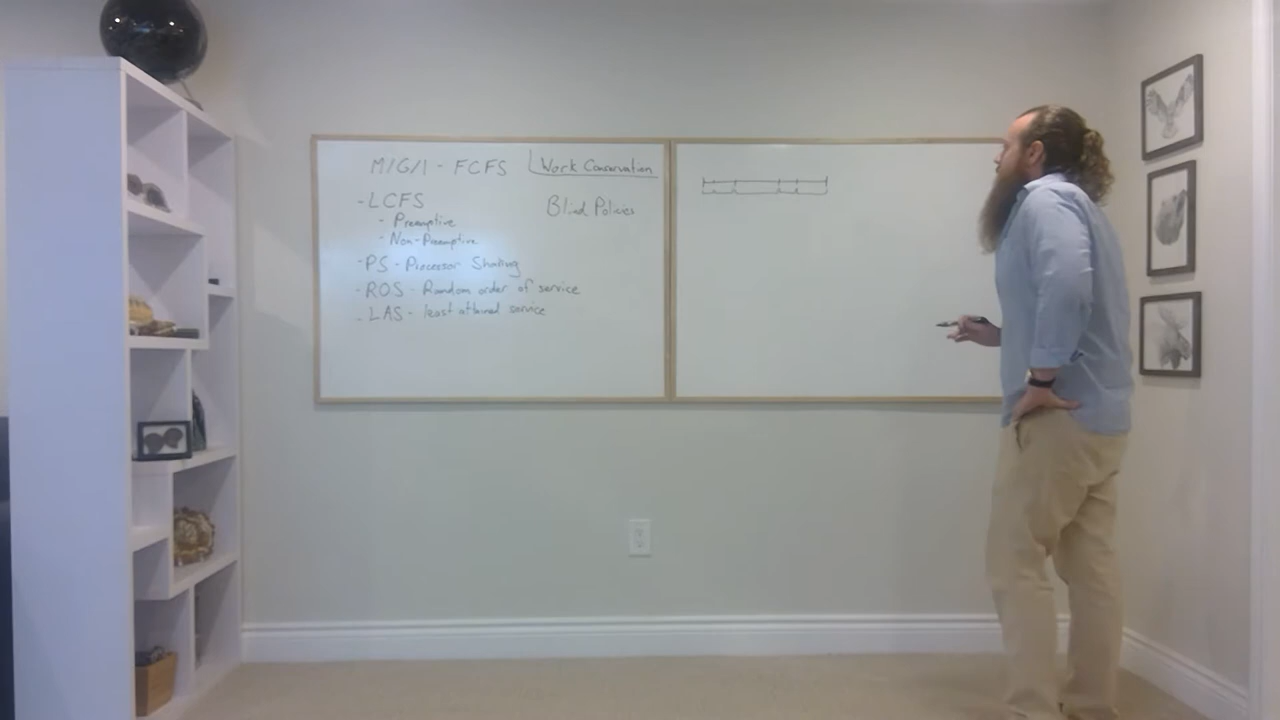 M/G/1 - FCFS
Work Conservation
- LCFS
- Preemptive
- Non-Preemptive
- PS - Processor Sharing
- ROS - Random order of service
- LAS - least attained service
Blind Policies